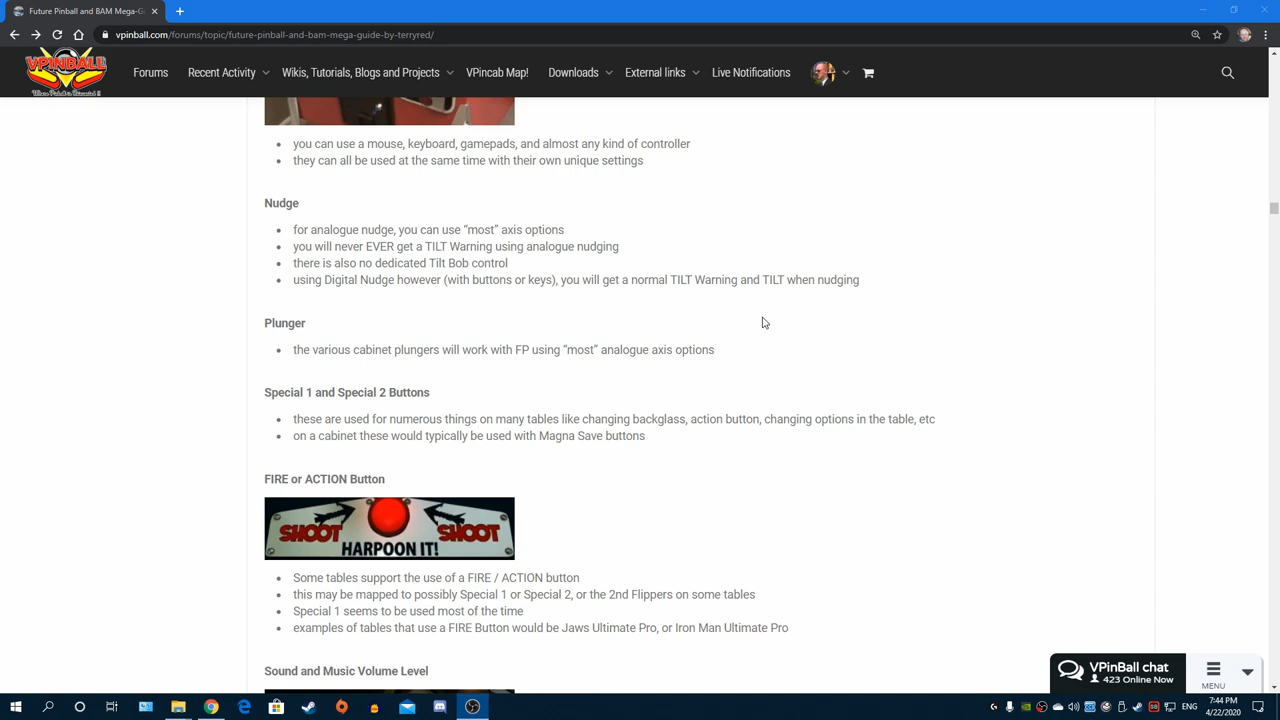 Future Pinball and BAM Mega-G
vpinball.com/forums/topic/future-pinball-and-bam-mega-guide-by-terryred/
VPINBALL
Forums
Recent Activity
Wikis, Tutorials, Blogs and Projects
VPincab Map!
Downloads
External links
Live Notifications
you can use a mouse, keyboard, gamepads, and almost any kind of controller
they can all be used at the same time with their own unique settings
Nudge
for analogue nudge, you can use “most” axis options
you will never EVER get a TILT Warning using analogue nudging
there is also no dedicated Tilt Bob control
using Digital Nudge however (with buttons or keys), you will get a normal TILT Warning and TILT when nudging
Plunger
the various cabinet plungers will work with FP using “most” analogue axis options
Special 1 and Special 2 Buttons
these are used for numerous things on many tables like changing backglass, action button, changing options in the table, etc
on a cabinet these would typically be used with Magna Save buttons
FIRE or ACTION Button
SHOOT SHOOT
HARPOON IT!
Some tables support the use of a FIRE / ACTION button
this may be mapped to possibly Special 1 or Special 2, or the 2nd Flippers on some tables
Special 1 seems to be used most of the time
examples of tables that use a FIRE Button would be Jaws Ultimate Pro, or Iron Man Ultimate Pro
Sound and Music Volume Level
VPinBall chat
423 Online Now
MENU
ENG
7:44 PM
4/22/2020